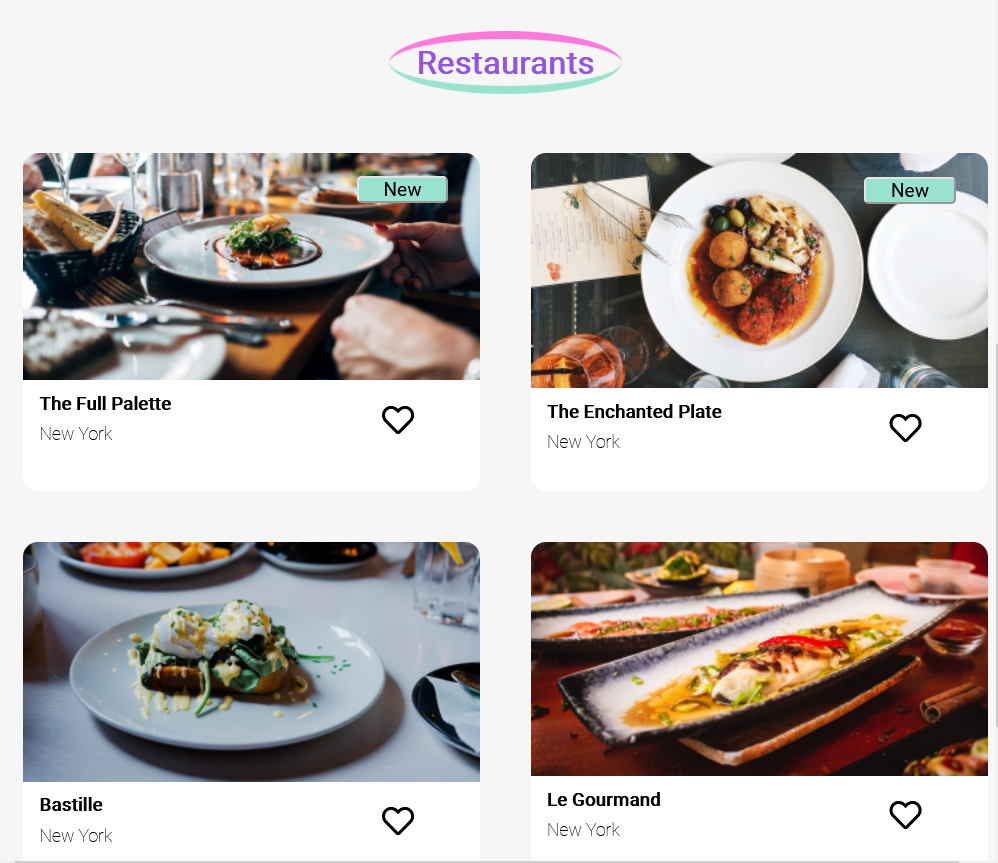 Restaurants
New
The Full Palette
New York
New
The Enchanted Plate
New York
Bastille
New York
Le Gourmand
New York